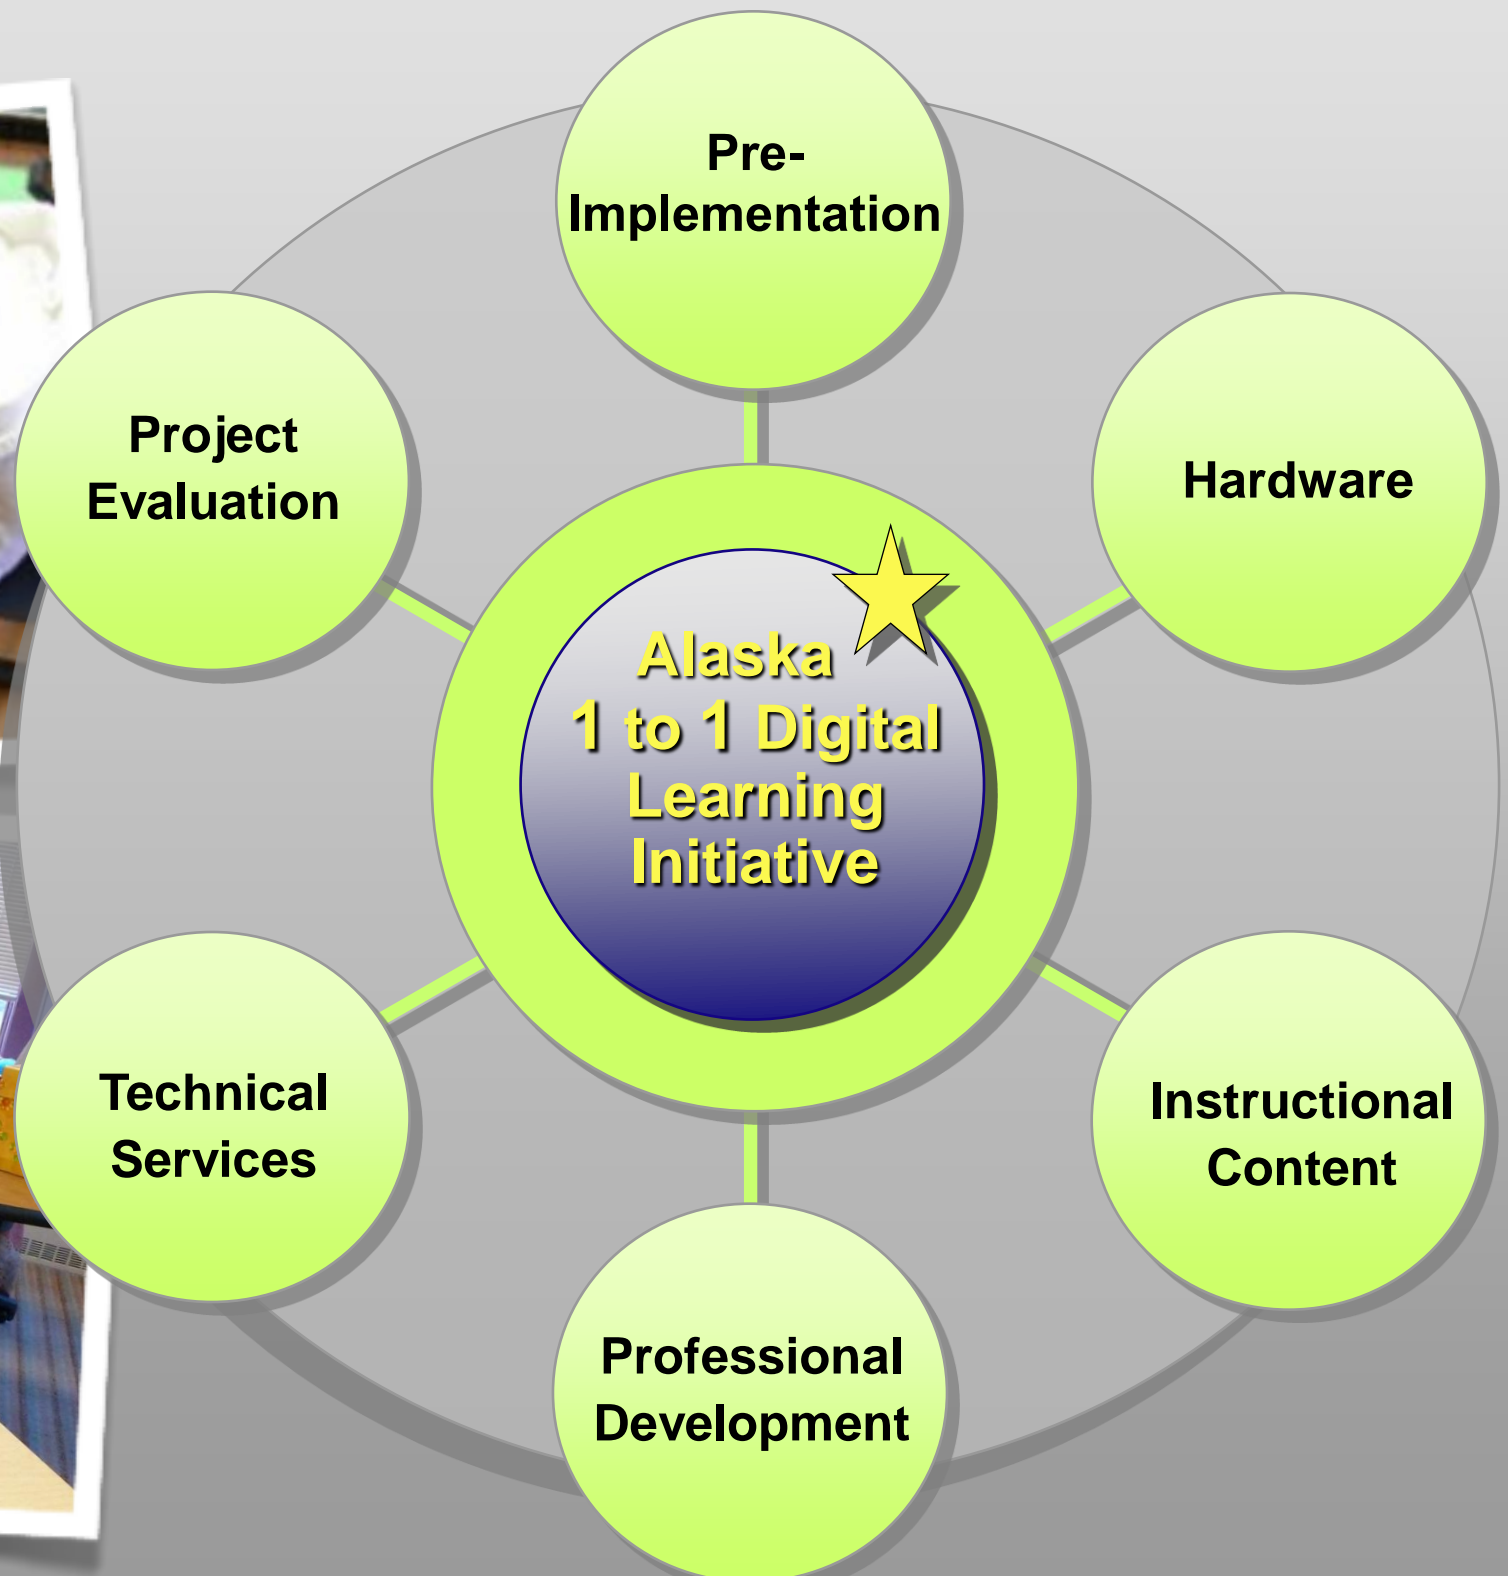 Pre-
Implementation
Hardware
Instructional
Content
Professional
Development
Technical
Services
Project
Evaluation
Alaska
1 to 1 Digital
Learning
Initiative